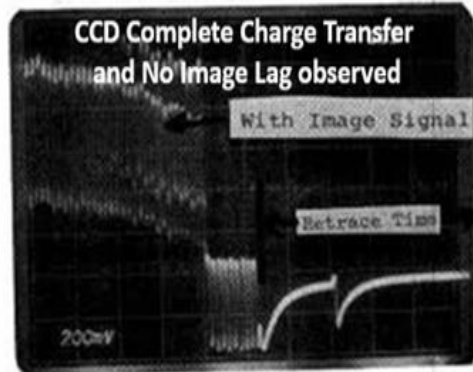 CCD Complete Charge Transfer
and No Image Lag observed
With Image Signal
Retrace Time
200mV